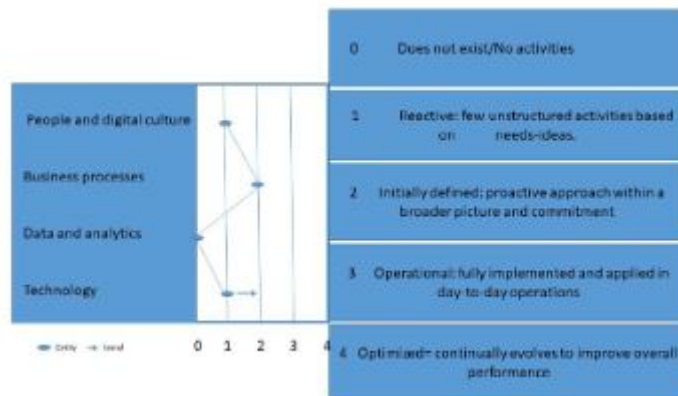 0 Does not exist/No activities
People and digital culture
1 Reactive: few unstructured activities based
on needs-ideas.
Business processes
2 Initially defined: proactive approach within a
broader picture and commitment
Data and analytics
3 Operational: fully implemented and applied in
day-to-day operations
Technology
Entity
0 1 2 3 4
4 Optimized= continually evolves to improve overall
performance